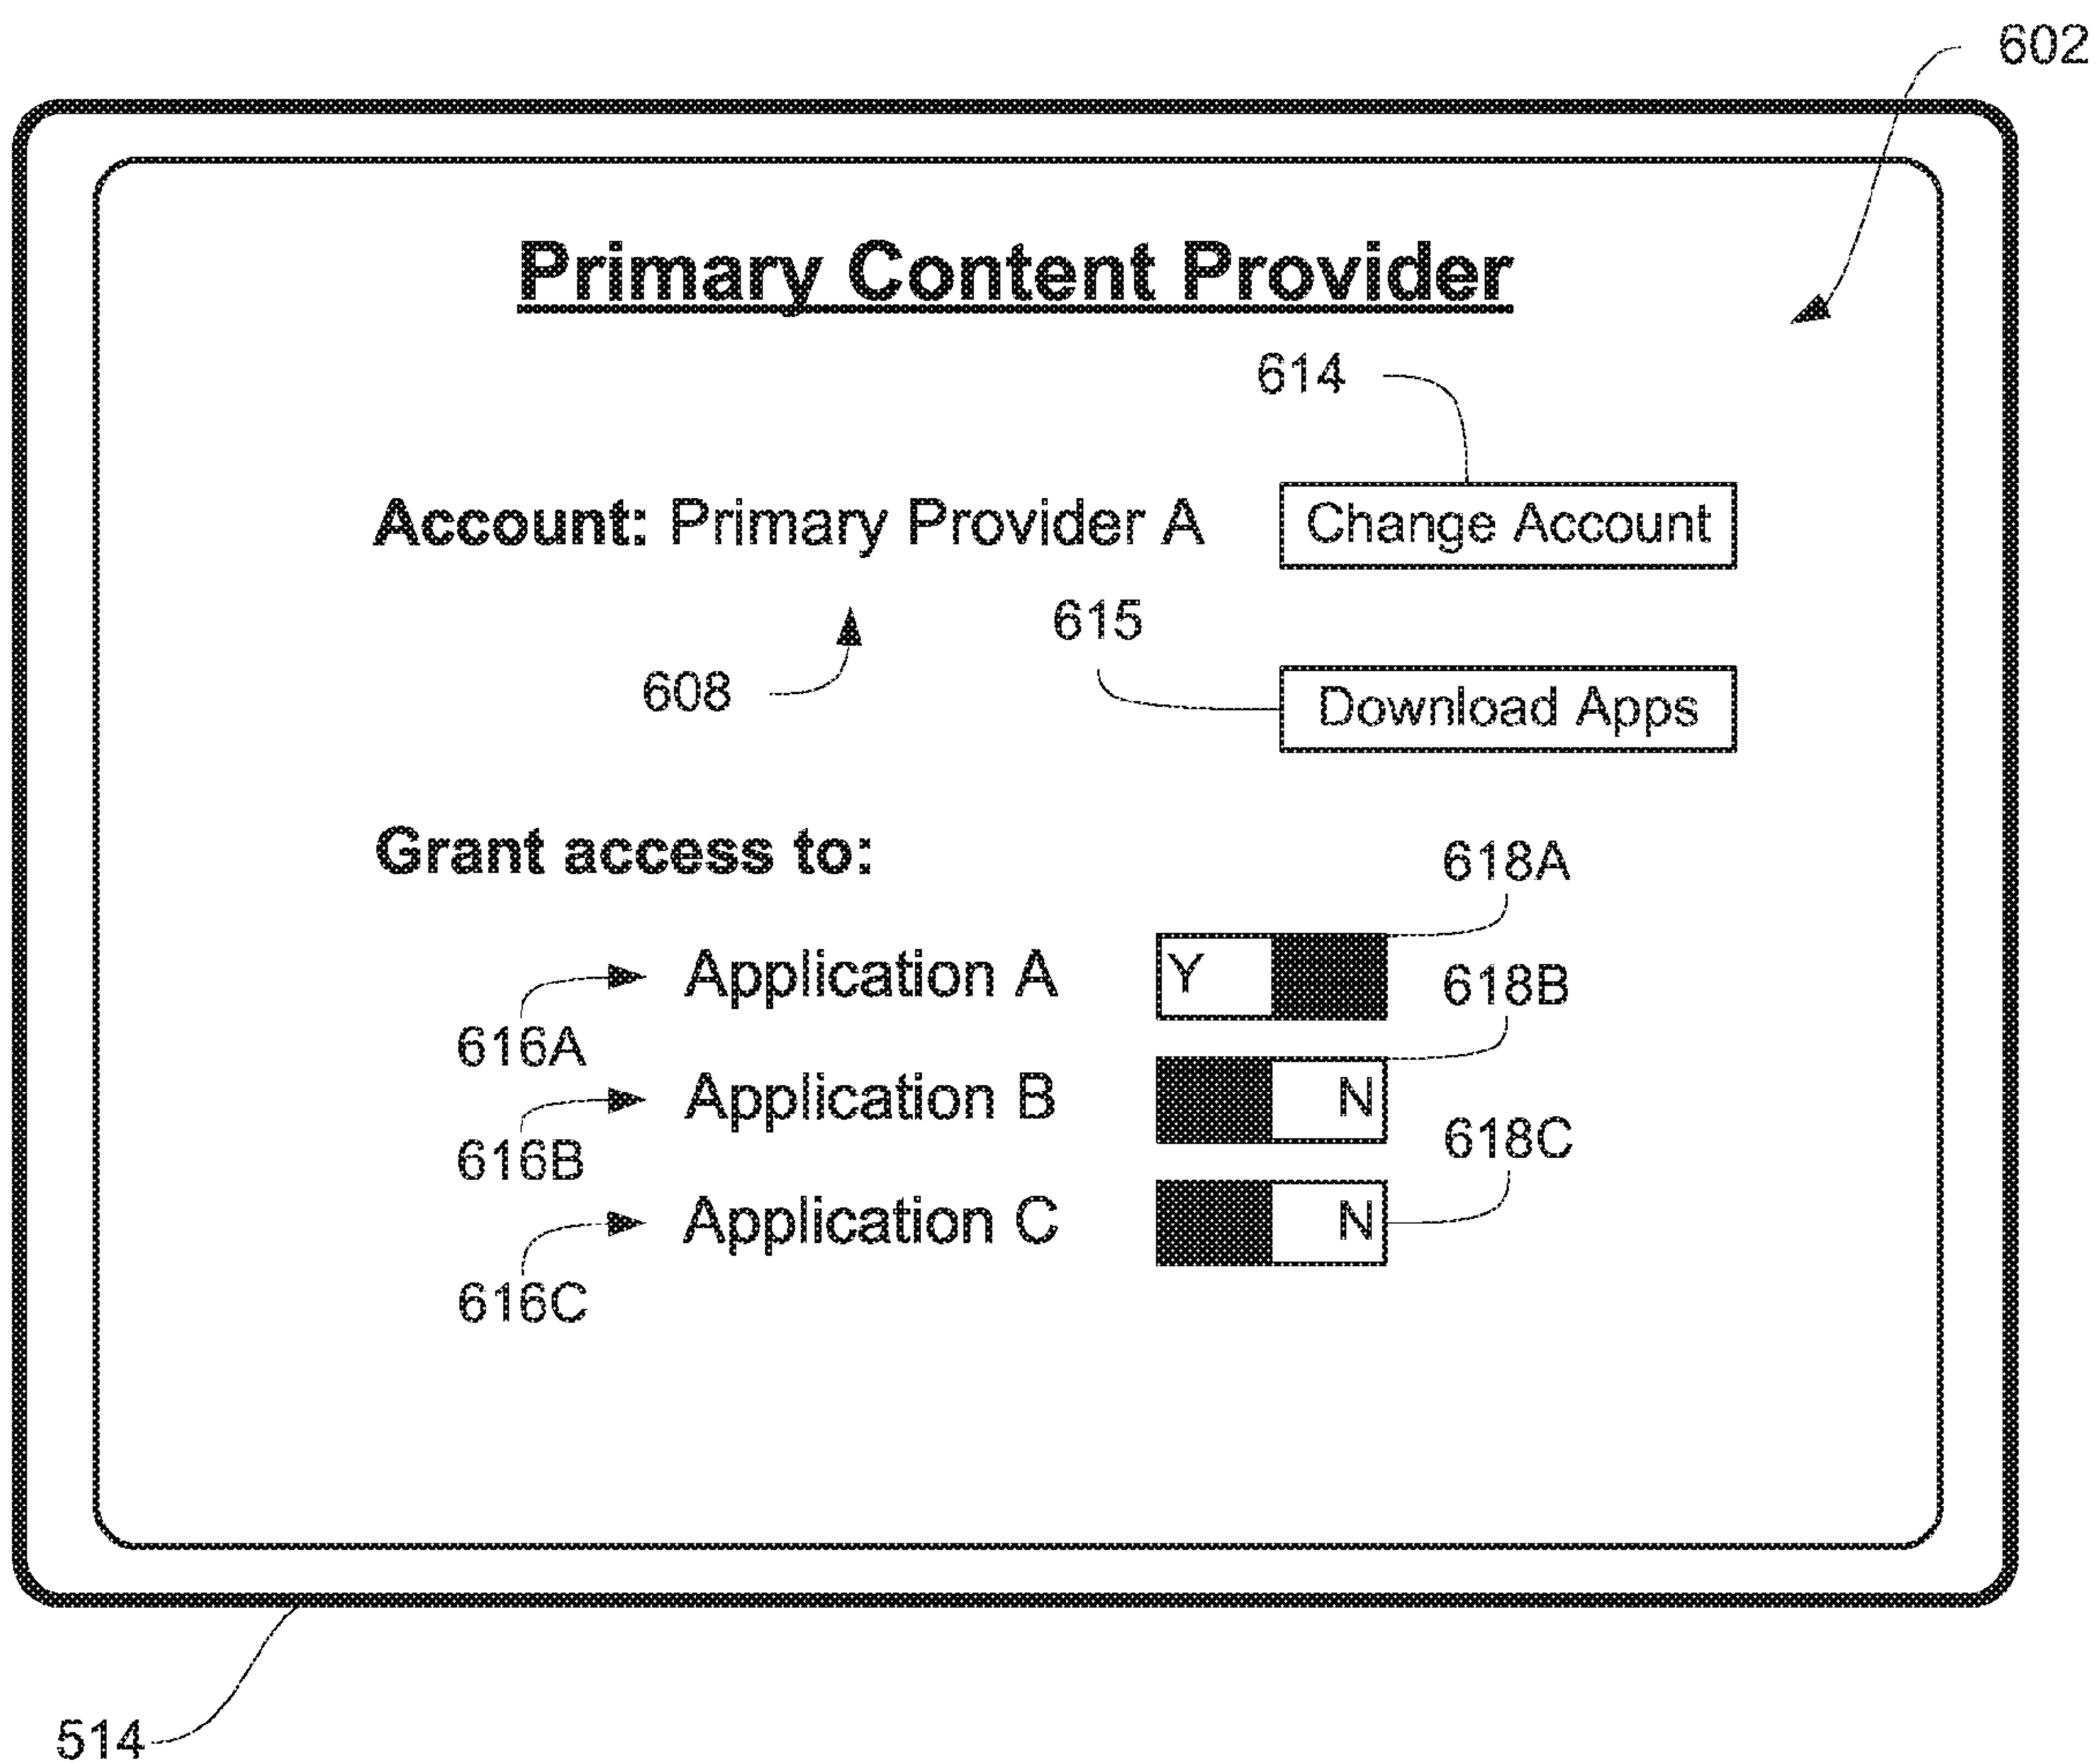 602
Primary Content Provider
614
Account: Primary Provider A
Change Account
615
608
Download Apps
Grant access to:
618A
Application A
Y
618B
616A
Application B
N
618C
616B
Application C
N
616C
514